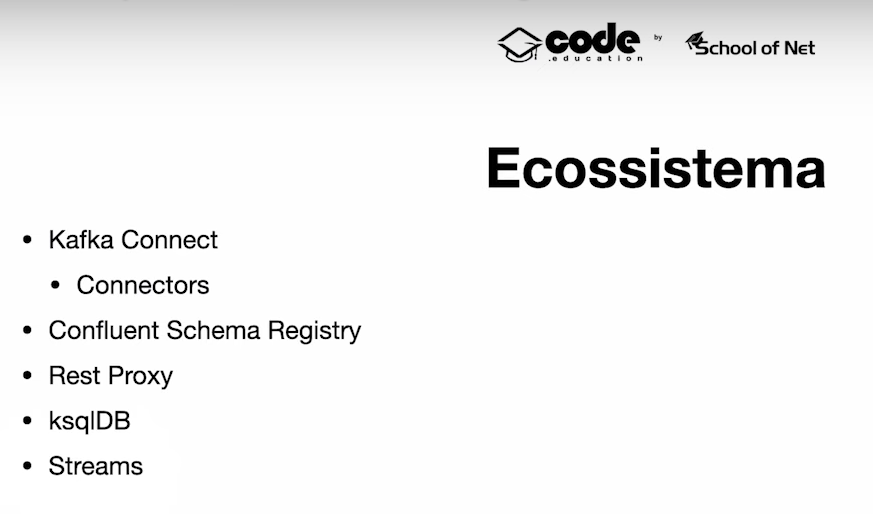 code
.education
by
School of Net
Ecossistema
• Kafka Connect
• Connectors
• Confluent Schema Registry
• Rest Proxy
• ksqlDB
• Streams